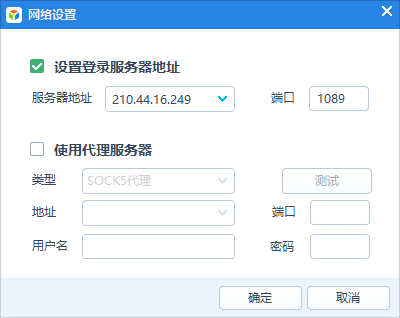 网络设置
设置登录服务器地址
服务器地址 210.44.16.249 端口 1089
使用代理服务器
类型 SOCK5代理 测试
地址 端口
用户名 密码
确定 取消